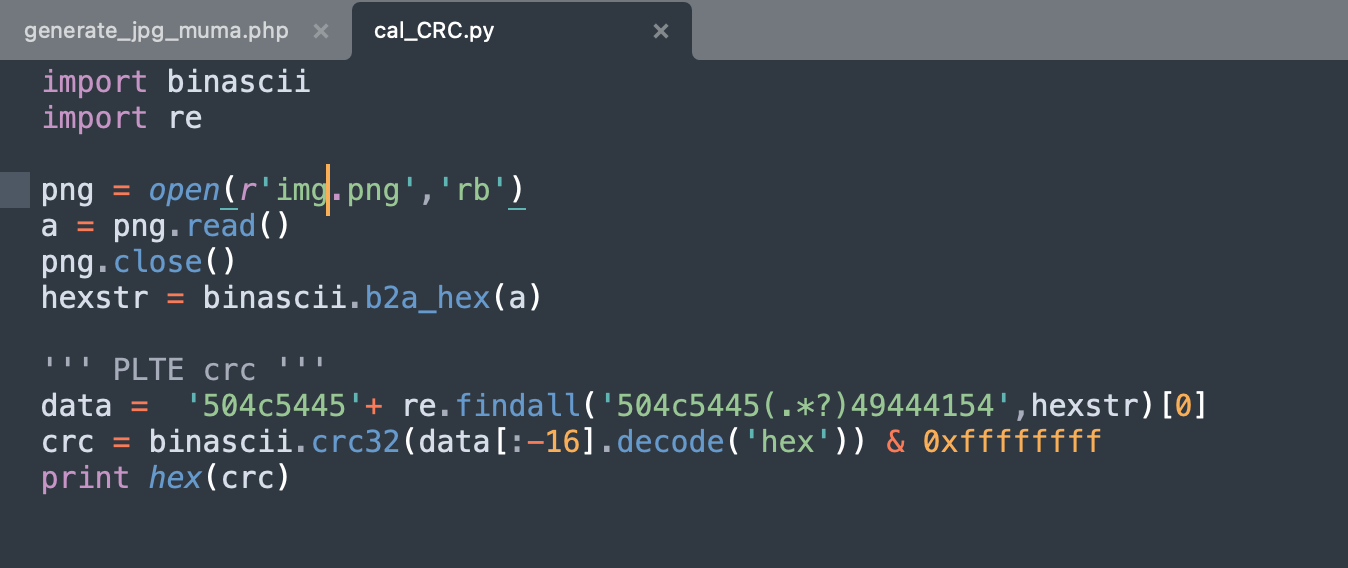 generate_jpg_muma.php × cal_CRC.py ×
import binascii
import re
png = open(r'img.png','rb')
a = png.read()
png.close()
hexstr = binascii.b2a_hex(a)
''' PLTE crc '''
data =  '504c5445'+ re.findall('504c5445(.*?)49444154',hexstr)[0]
crc = binascii.crc32(data[:-16].decode('hex')) & 0xffffffff
print hex(crc)